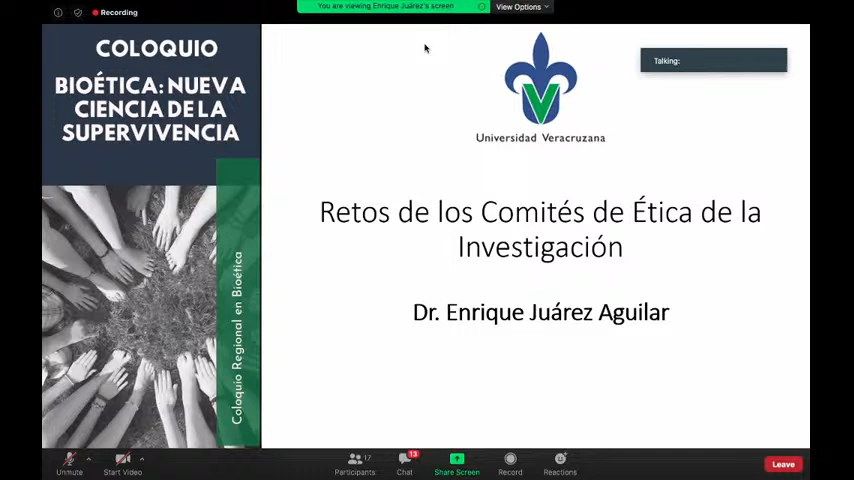 Recording
You are viewing Enrique Juárez's screen
View Options
COLOQUIO
BIOÉTICA: NUEVA
CIENCIA DE LA
SUPERVIVENCIA
Coloquio Regional en Bioética
Universidad Veracruzana
Talking:
Retos de los Comités de Ética de la
Investigación
Dr. Enrique Juárez Aguilar
Unmute
Start Video
Participants
17
Chat
13
Share Screen
Record
Reactions
Leave